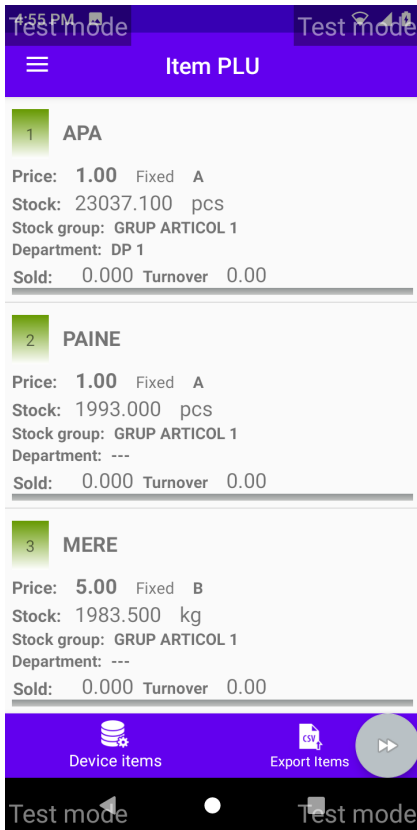 4:55 PM
Test mode Test mode
Item PLU
1 APA
Price: 1.00 Fixed A
Stock: 23037.100 pcs
Stock group: GRUP ARTICOL 1
Department: DP 1
Sold: 0.000 Turnover 0.00
2 PAINE
Price: 1.00 Fixed A
Stock: 1993.000 pcs
Stock group: GRUP ARTICOL 1
Department: ---
Sold: 0.000 Turnover 0.00
3 MERE
Price: 5.00 Fixed B
Stock: 1983.500 kg
Stock group: GRUP ARTICOL 1
Department: ---
Sold: 0.000 Turnover 0.00
CSV
Device items Export Items
Test mode Test mode